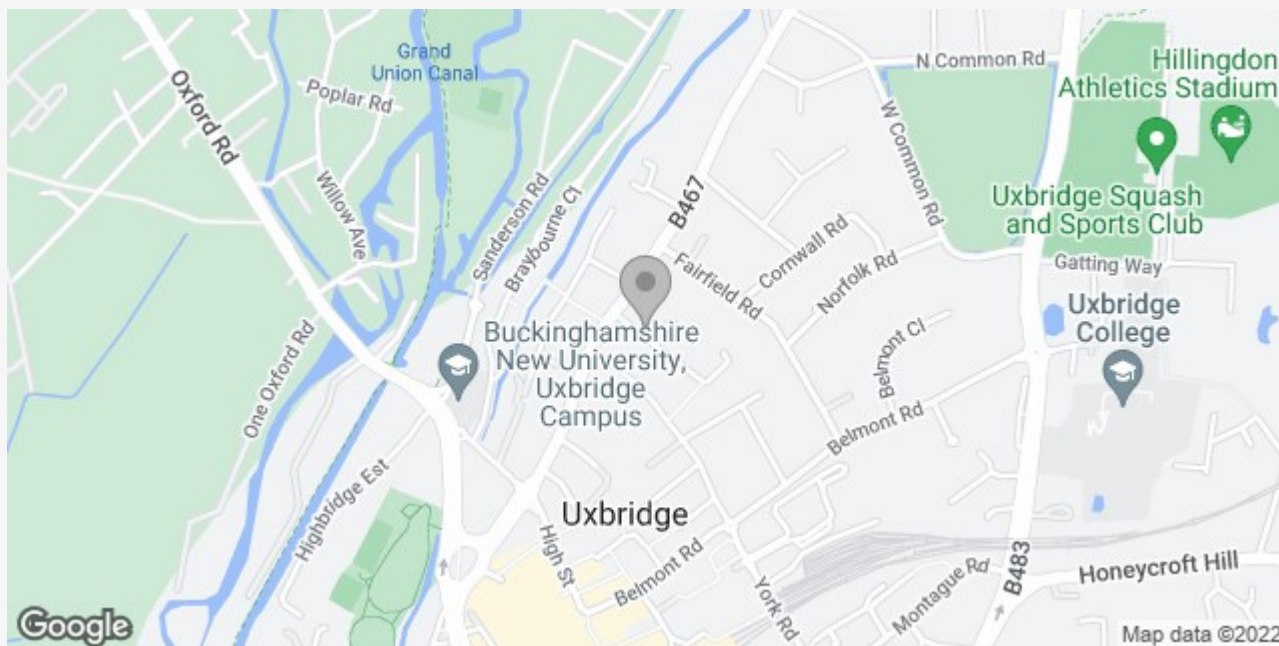 Grand
Union Canal
Poplar Rd
Oxford Rd
Willow Ave
Sanderson Rd
Braybourne Cl
B467
N Common Rd
W Common Rd
Hillingdon
Athletics Stadium
Uxbridge Squash
and Sports Club
Gatting Way
Fairfield Rd
Cornwall Rd
Norfolk Rd
Uxbridge
College
Belmont Cl
Belmont Rd
Buckinghamshire
New University,
Uxbridge
Campus
One Oxford Rd
Highbridge Est
Uxbridge
High St
Belmont Rd
York Rd
Montague Rd
B483
Honeycroft Hill
Google
Map data ©2022